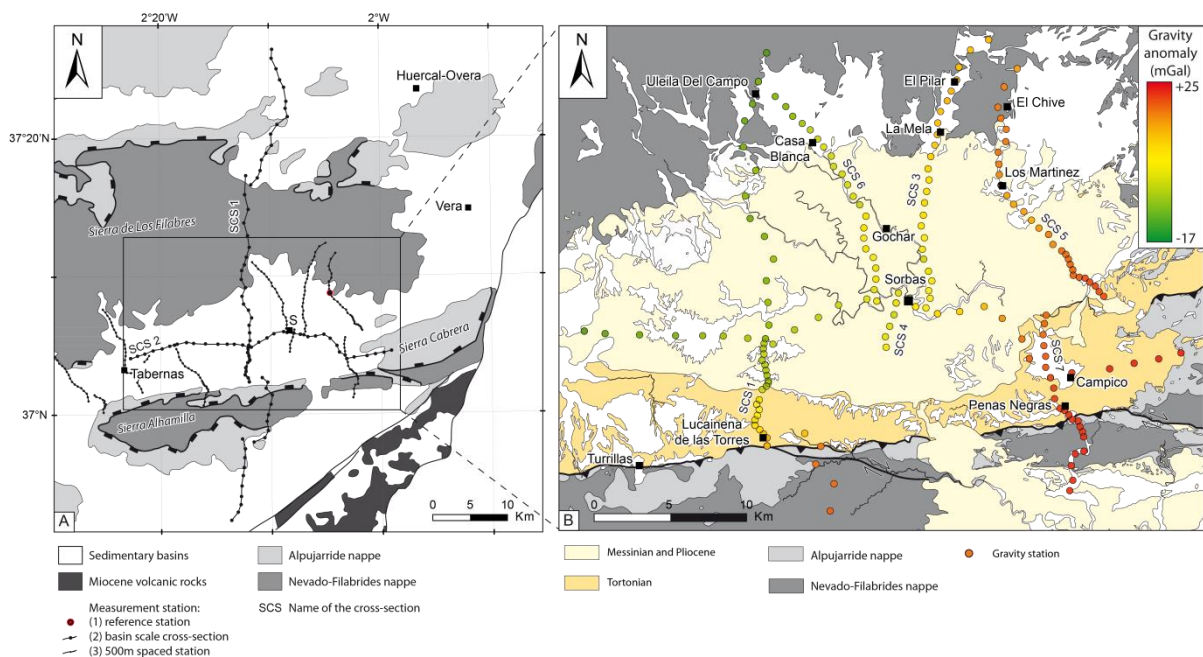 2°20'W
2°W
N
Huercal-Overa
37°20'N
Vera
Sierra de Los Filabres
SCS 1
S
SCS 2
Tabernas
Sierra Cabrera
37°N
Sierra Alhamilla
0 5 10
Km
A
N
Gravity
anomaly
(mGal)
+25
-17
Uleila Del Campo
El Pilar
El Chive
La Mela
Casa
Blanca
SCS 6
SCS 3
Los Martinez
SCS 5
Gochar
Sorbas
SCS 4
SCS 1
SCS 7
Campico
Penas Negras
Lucainena
de las Torres
Turrillas
0 5 10
Km
B
Sedimentary basins
Miocene volcanic rocks
Measurement station:
(1) reference station
(2) basin scale cross-section
(3) 500m spaced station
Alpujarride nappe
Nevado-Filabrides nappe
SCS Name of the cross-section
Messinian and Pliocene
Tortonian
Alpujarride nappe
Nevado-Filabrides nappe
Gravity station